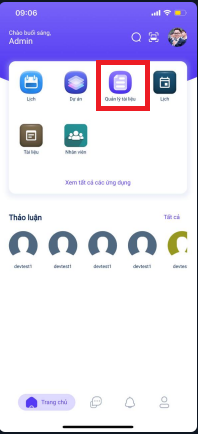 09:06
Chào buổi sáng,
Admin
Lịch
Dự án
Quản lý tài liệu
Lịch
Tài liệu
Nhân viên
Xem tất cả các ứng dụng
Thảo luận
Tất cả
devtest1
devtest1
devtest1
devtest1
devtes
Trang chủ